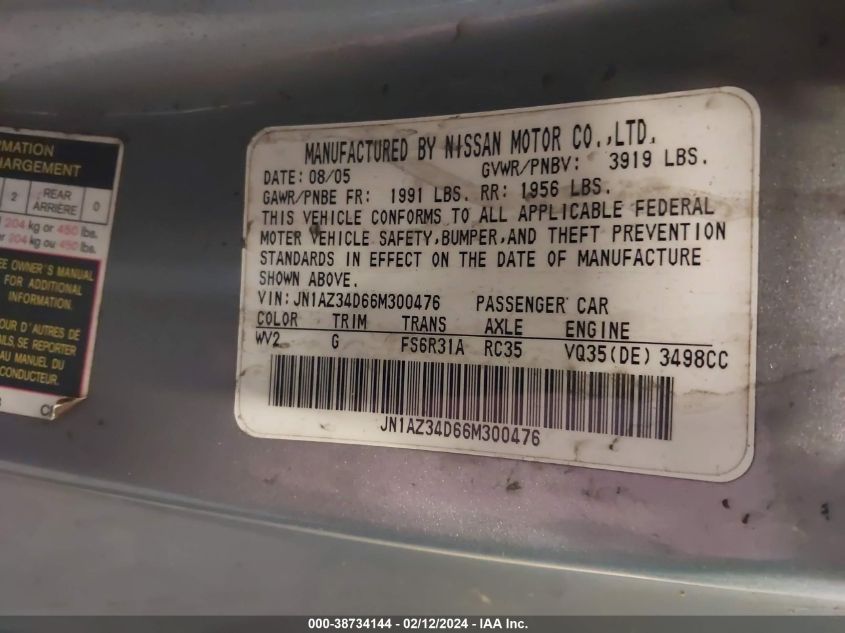 RMATION
HARGEMENT
2 REAR ARRIÈRE 0
204 kg or 450 lbs.
204 kg ou 450 lbs.
EE OWNER'S MANUAL
FOR ADDITIONAL
INFORMATION.
OUR D'AUTRES DE
ILS, SE REPORTER
AU MANUEL DU
CONDUCTEUR.
MANUFACTURED BY NISSAN MOTOR CO.,LTD.
DATE: 08/05 GVWR/PNBV: 3919 LBS.
GAWR/PNBE FR: 1991 LBS. RR: 1956 LBS.
THIS VEHICLE CONFORMS TO ALL APPLICABLE FEDERAL
MOTER VEHICLE SAFETY,BUMPER,AND THEFT PREVENTION
STANDARDS IN EFFECT ON THE DATE OF MANUFACTURE
SHOWN ABOVE.
VIN:JN1AZ34D66M300476 PASSENGER CAR
COLOR TRIM TRANS AXLE ENGINE
WV2 G FS6R31A RC35 VQ35(DE) 3498CC
JN1AZ34D66M300476
000-38734144 - 02/12/2024 - IAA Inc.